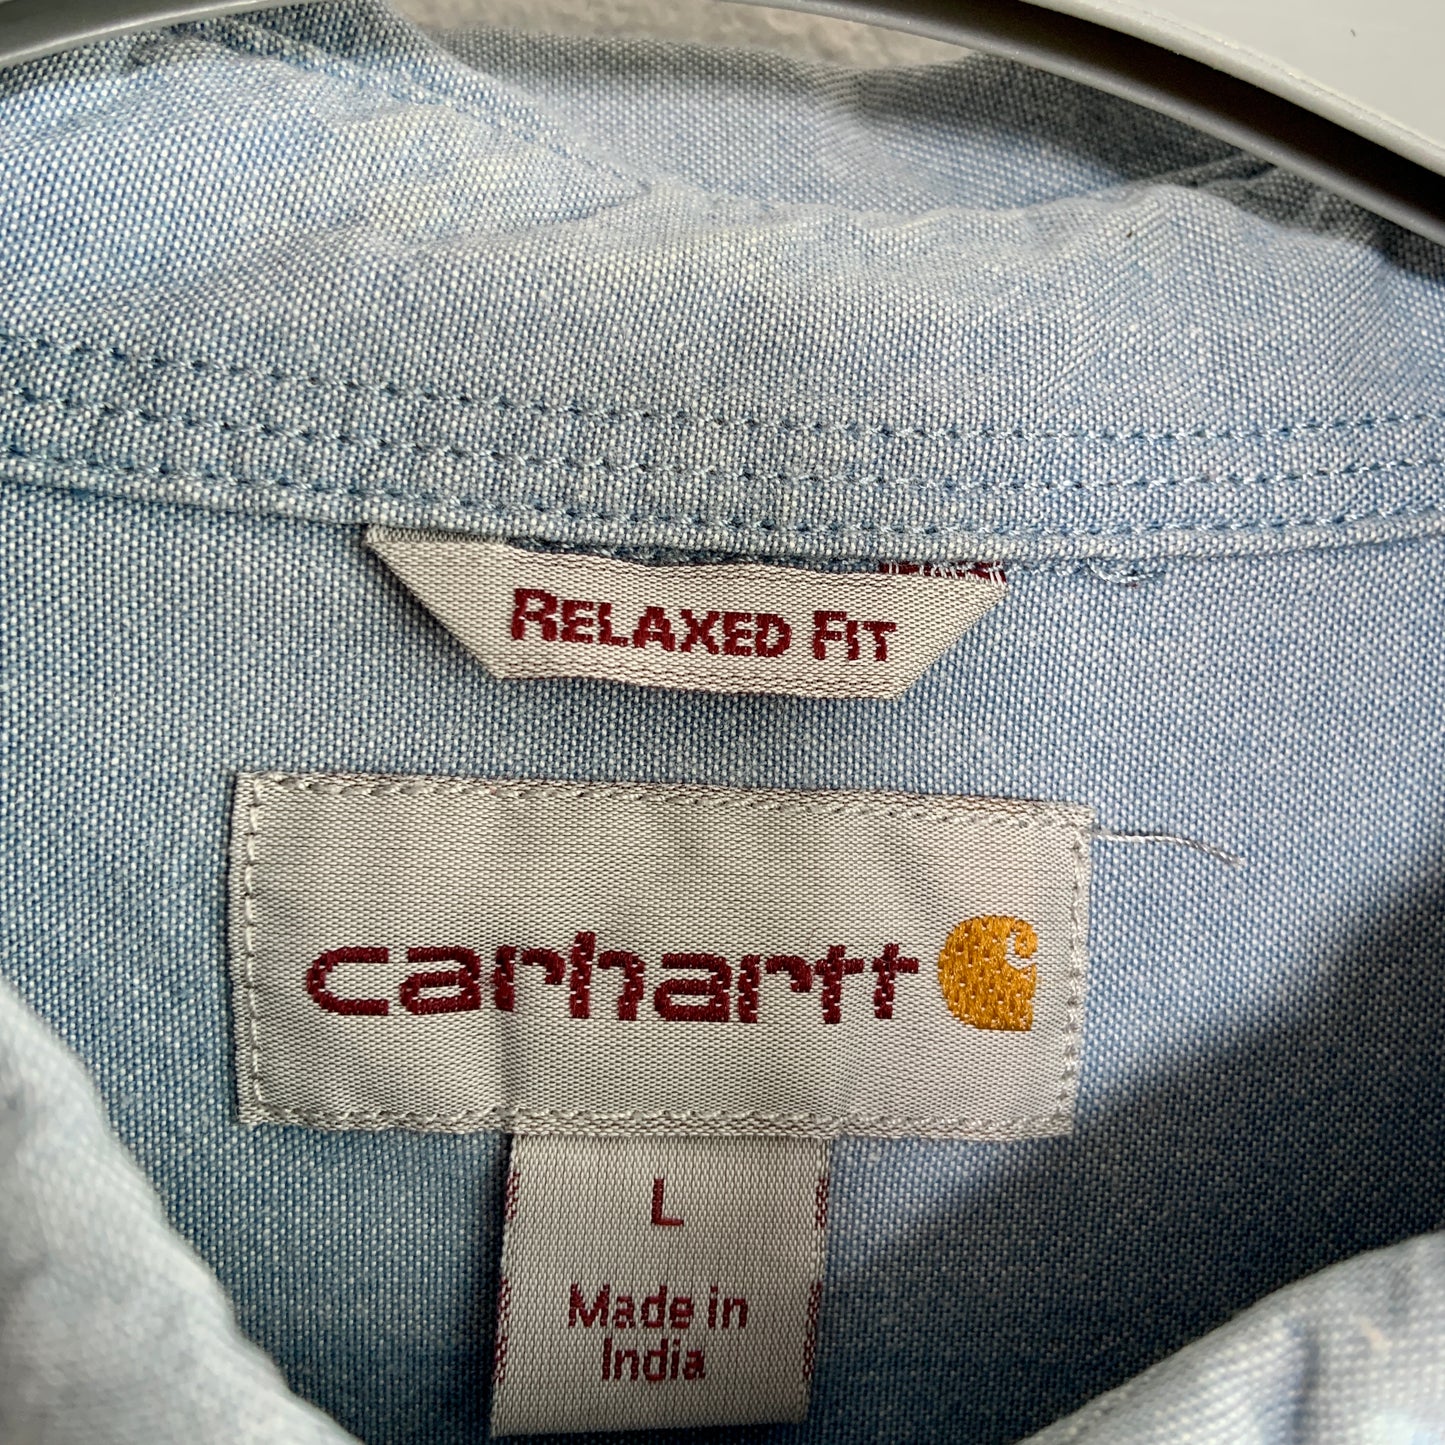 RELAXED FIT
carhartt
L
Made in
India